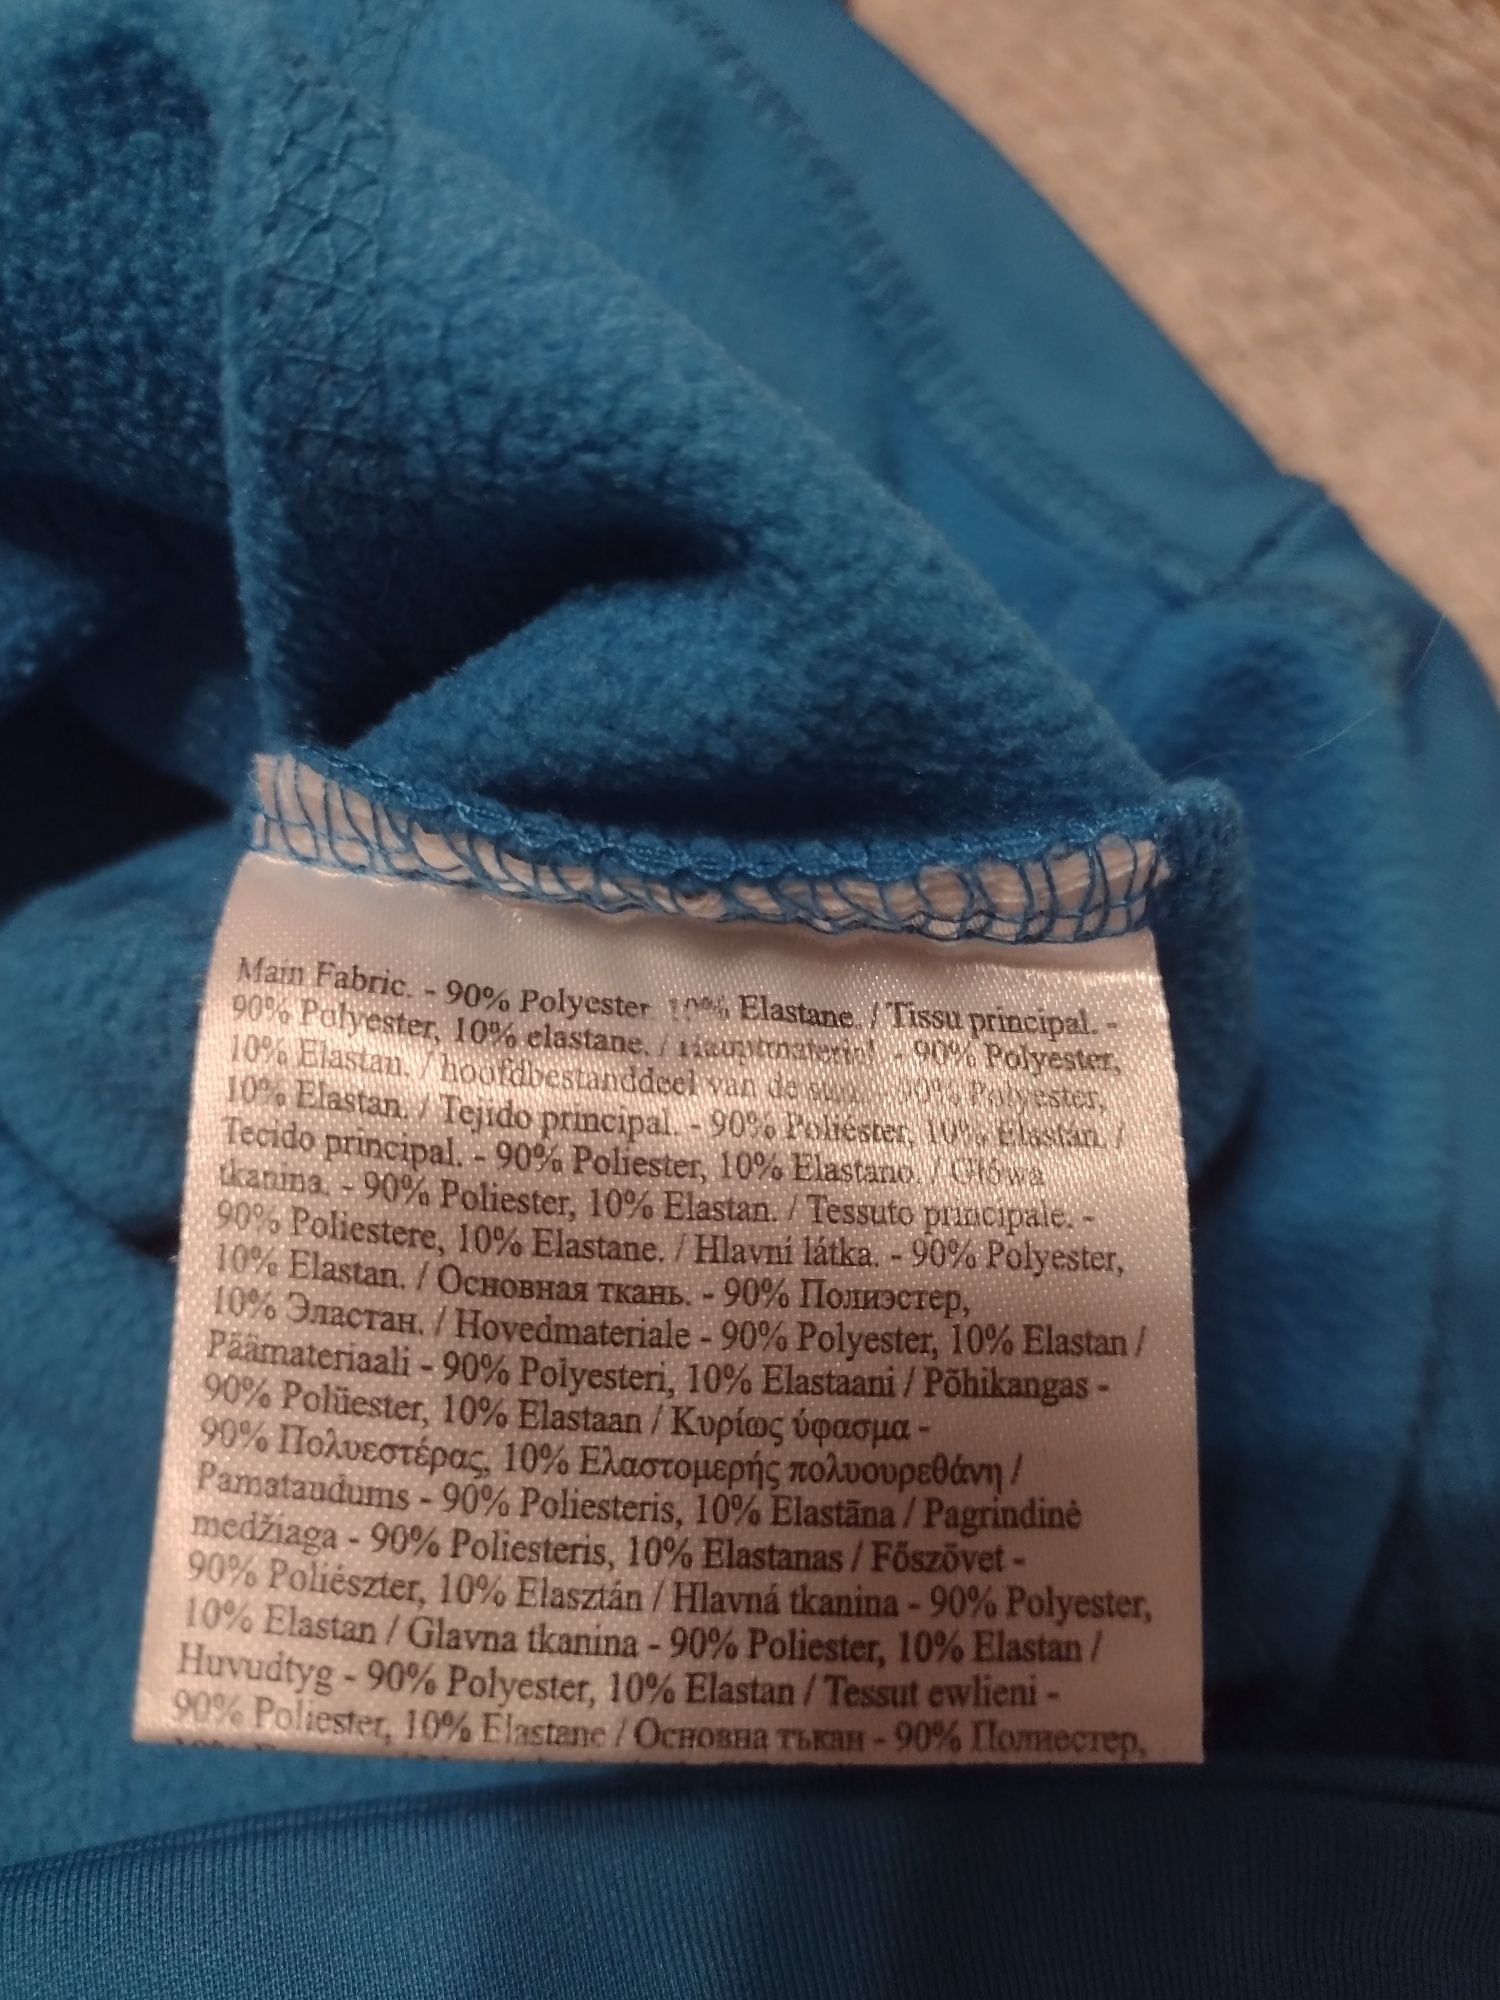 Main Fabric. - 90% Polyester 10% Elastane. / Tissu principal. -
90% Polyester, 10% elastane. / Hauptmaterial. - 90% Polyester,
10% Elastan. / hoofdbestanddeel van de - 90% Polyester,
10% Elastan. / Tejido principal. - 90% Poliéster, 10% Elastán. /
Tecido principal. - 90% Poliester, 10% Elastano. / Główa
tkanina. - 90% Poliester, 10% Elastan. / Tessuto principale. -
90% Poliestere, 10% Elastane. / Hlavní látka. - 90% Polyester,
10% Elastan. / Основная ткань. - 90% Полиэстер,
10% Эластан. / Hovedmateriale - 90% Polyester, 10% Elastan /
Päämateriaali - 90% Polyesteri, 10% Elastaani / Põhikangas -
90% Polüester, 10% Elastaan / Κυρίως ύφασμα -
90% Πολυεστέρας, 10% Ελαστομερής πολυουρεθάνη /
Pamataudums - 90% Poliesteris, 10% Elastāna / Pagrindinė
medžiaga - 90% Poliesteris, 10% Elastanas / Főszövet -
90% Poliészter, 10% Elasztán / Hlavná tkanina - 90% Polyester,
10% Elastan / Glavna tkanina - 90% Poliester, 10% Elastan /
Huvudtyg - 90% Polyester, 10% Elastan / Tessut ewlieni -
90% Poliester, 10% Elastane / Основна тъкан - 90% Полиестер,